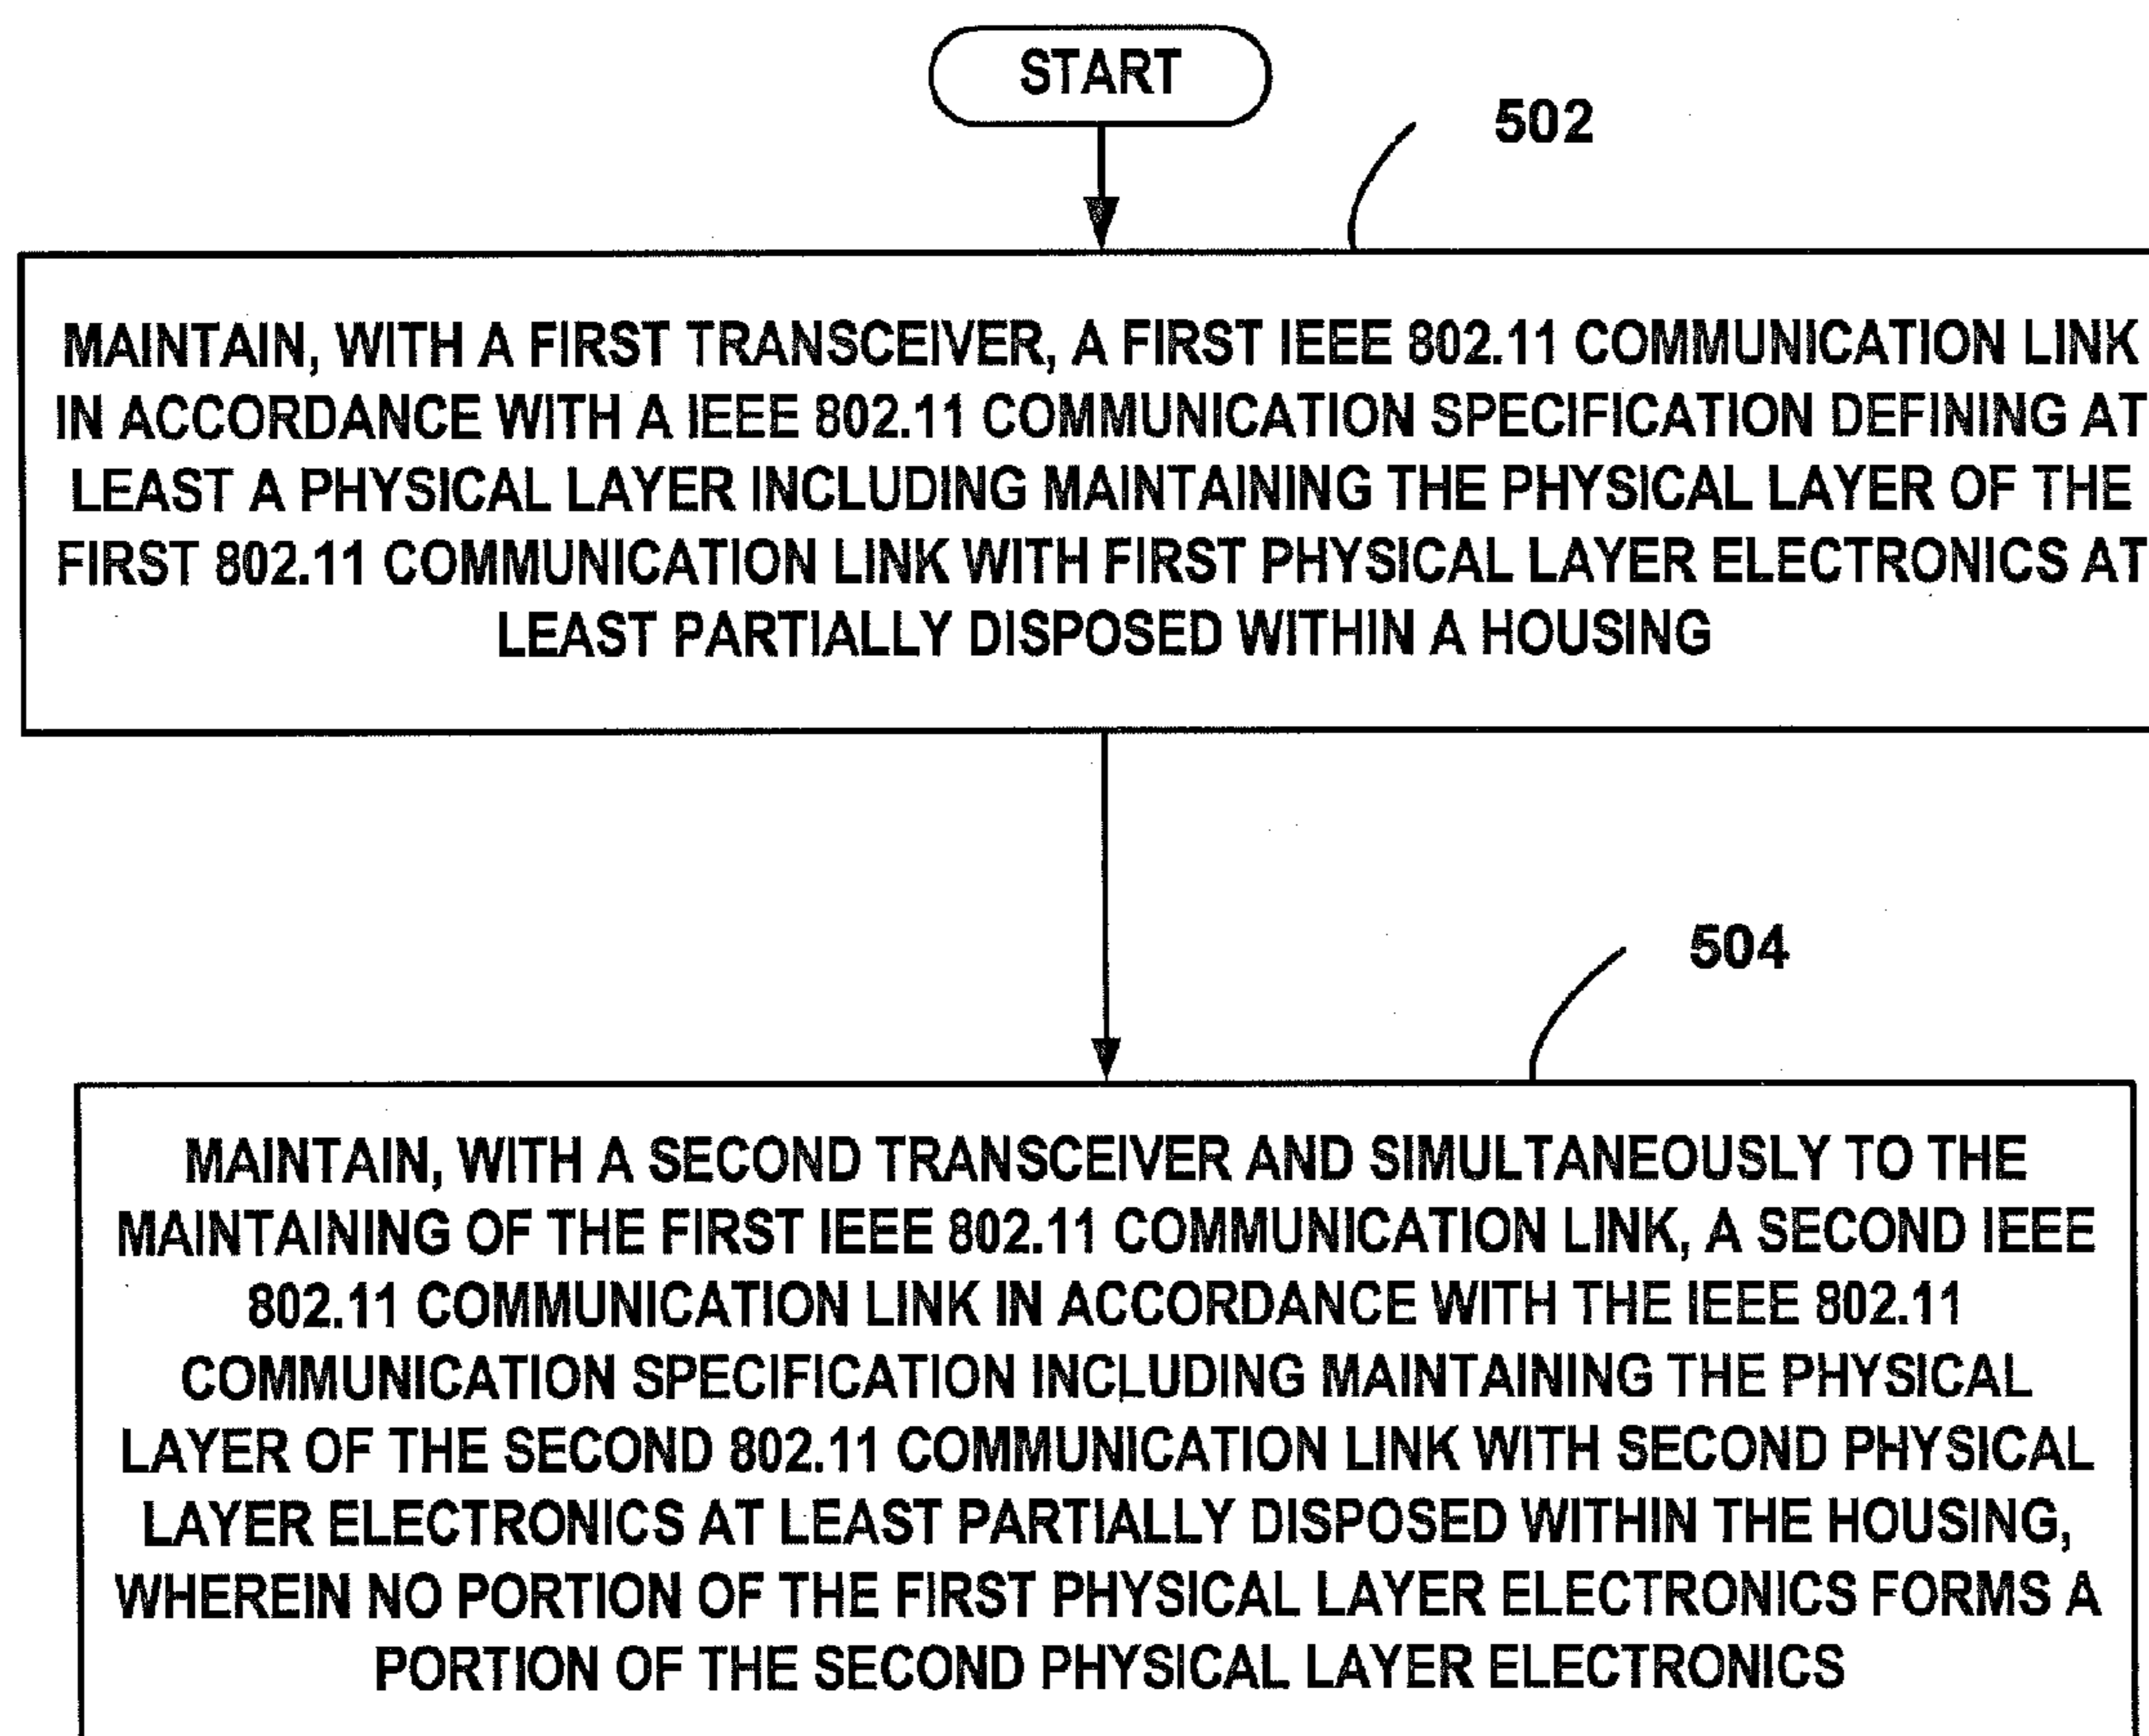 START
502
MAINTAIN, WITH A FIRST TRANSCEIVER, A FIRST IEEE 802.11 COMMUNICATION LINK
IN ACCORDANCE WITH A IEEE 802.11 COMMUNICATION SPECIFICATION DEFINING AT
LEAST A PHYSICAL LAYER INCLUDING MAINTAINING THE PHYSICAL LAYER OF THE
FIRST 802.11 COMMUNICATION LINK WITH FIRST PHYSICAL LAYER ELECTRONICS AT
LEAST PARTIALLY DISPOSED WITHIN A HOUSING
504
MAINTAIN, WITH A SECOND TRANSCEIVER AND SIMULTANEOUSLY TO THE
MAINTAINING OF THE FIRST IEEE 802.11 COMMUNICATION LINK, A SECOND IEEE
802.11 COMMUNICATION LINK IN ACCORDANCE WITH THE IEEE 802.11
COMMUNICATION SPECIFICATION INCLUDING MAINTAINING THE PHYSICAL
LAYER OF THE SECOND 802.11 COMMUNICATION LINK WITH SECOND PHYSICAL
LAYER ELECTRONICS AT LEAST PARTIALLY DISPOSED WITHIN THE HOUSING,
WHEREIN NO PORTION OF THE FIRST PHYSICAL LAYER ELECTRONICS FORMS A
PORTION OF THE SECOND PHYSICAL LAYER ELECTRONICS